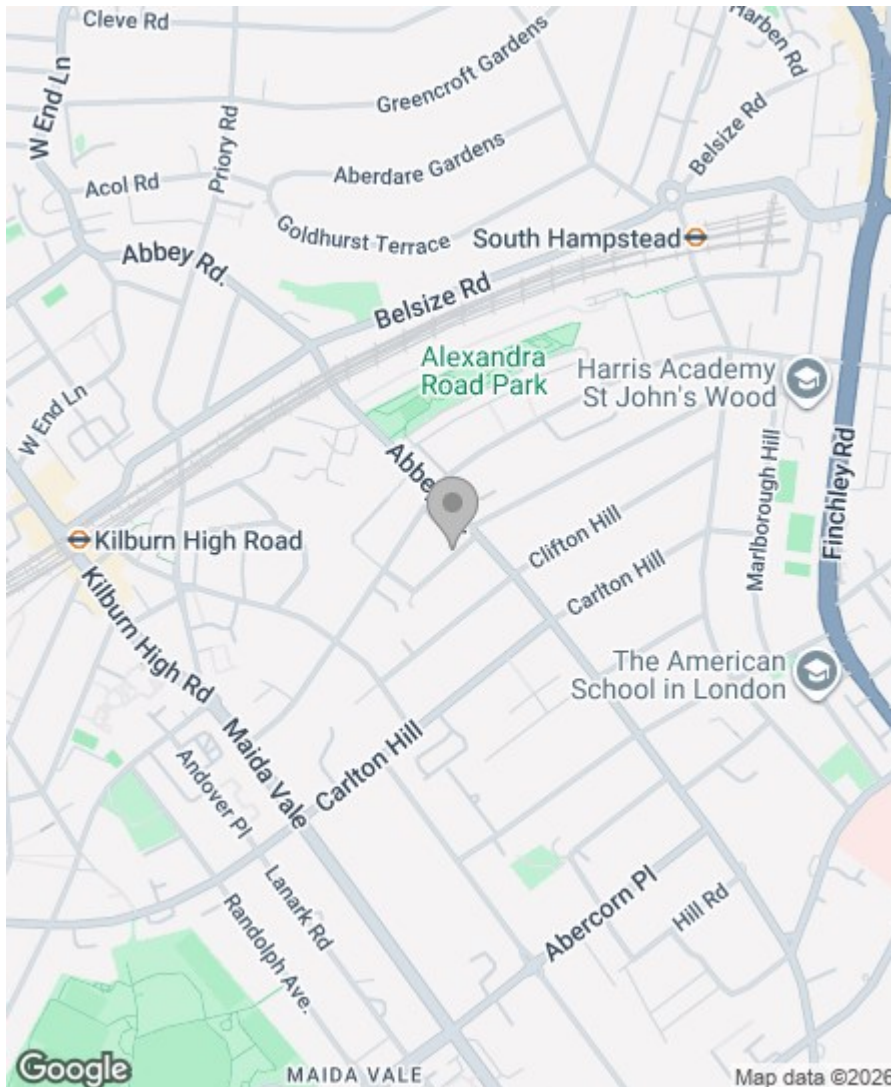 Cleve Rd
Harben Rd
W End Ln
Greencroft Gardens
Priory Rd
Belsize Rd
Aberdare Gardens
Acol Rd
Goldhurst Terrace
South Hampstead
Abbey Rd.
Belsize Rd
Alexandra
Road Park
Harris Academy
St John's Wood
W End Ln
Abbe
Marlborough Hill
Finchley Rd
Kilburn High Road
Clifton Hill
Carlton Hill
Kilburn High Rd
The American
School in London
Maida Vale
Carlton Hill
Andover Pl
Lanark Rd
Randolph Ave.
Abercorn Pl
Hill Rd
Google
MAIDA VALE
Map data ©2026